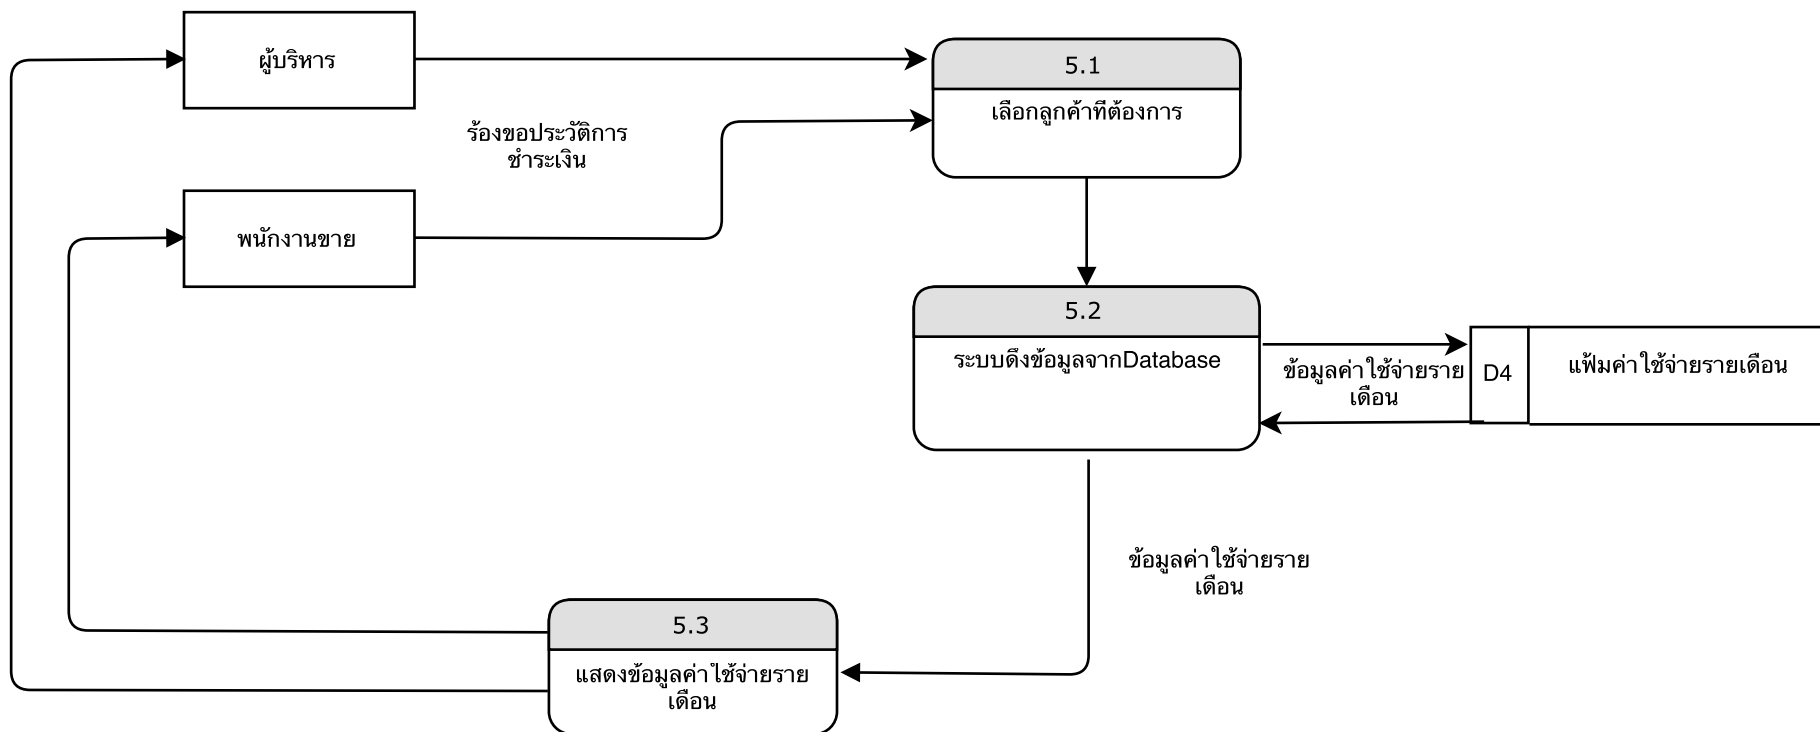 ผู้บริหาร
5.1
เลือกลูกค้าทีต้องการ
ร้องขอประวัติการ
ชำระเงิน
พนักงานขาย
5.2
ระบบดึงข้อมูลจากDatabase
ข้อมูลค่าใช้จ่ายราย
เดือน
D4
แฟ้มค่าใช้จ่ายรายเดือน
ข้อมูลค่าใช้จ่ายราย
เดือน
5.3
แสดงข้อมูลค่าใช้จ่ายราย
เดือน